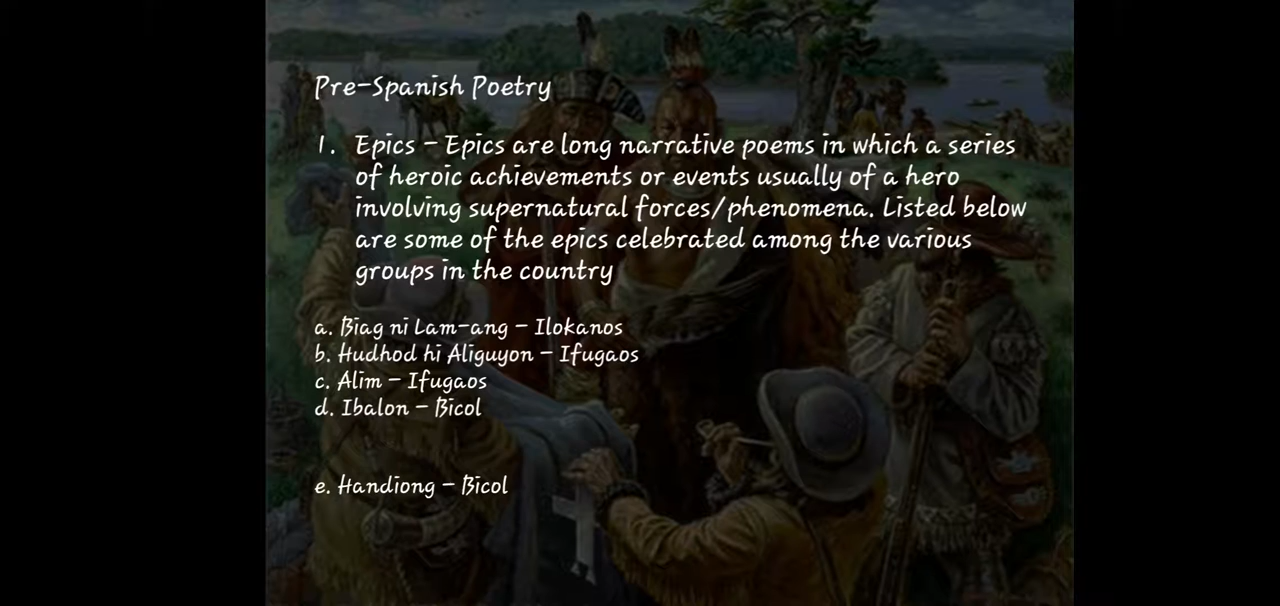 Pre-Spanish Poetry
1. Epics - Epics are long narrative poems in which a series
of heroic achievements or events usually of a hero
involving supernatural forces/phenomena. Listed below
are some of the epics celebrated among the various
groups in the country
a. Biag ni Lam-ang - Ilokanos
b. Hudhod hi Aliguyon - Ifugaos
c. Alim - Ifugaos
d. Ibalon - Bicol
e. Handiong - Bicol